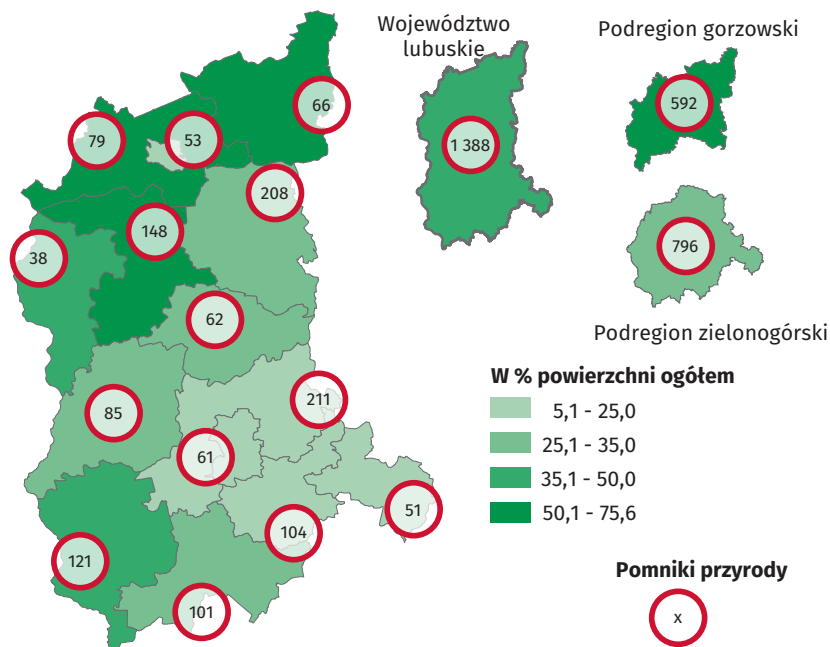 Województwo
lubuskie
Podregion gorzowski
66
79
53
592
1 388
208
148
38
796
62
Podregion zielonogórski
W % powierzchni ogółem
5,1 - 25,0
25,1 - 35,0
35,1 - 50,0
50,1 - 75,6
211
85
61
51
104
121
101
Pomniki przyrody
x